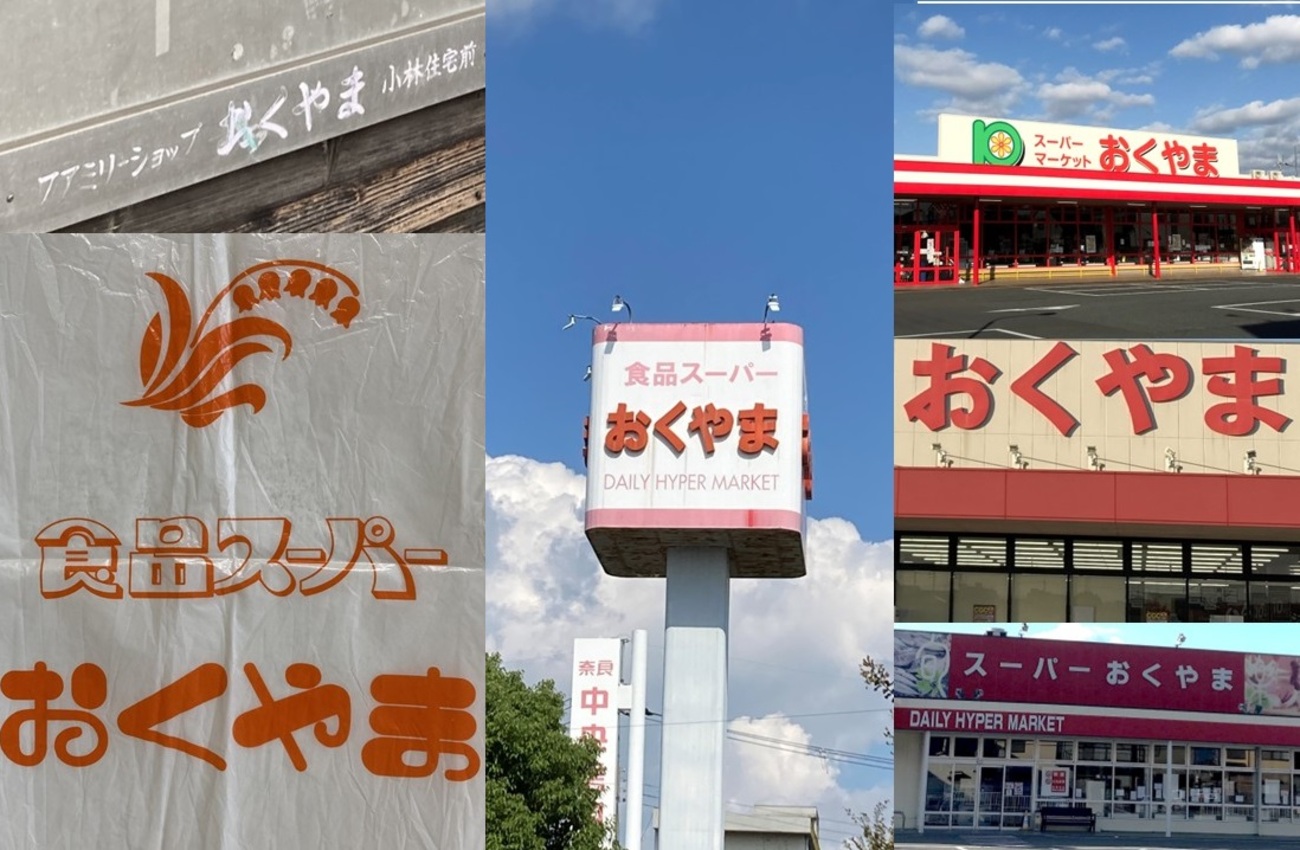 ファミリーショップ おくやま 小林住宅前
食品スーパー
おくやま
食品スーパー
おくやま
DAILY HYPER MARKET
奈良
中央
スーパー
マーケット
おくやま
おくやま
スーパーおくやま
DAILY HYPER MARKET